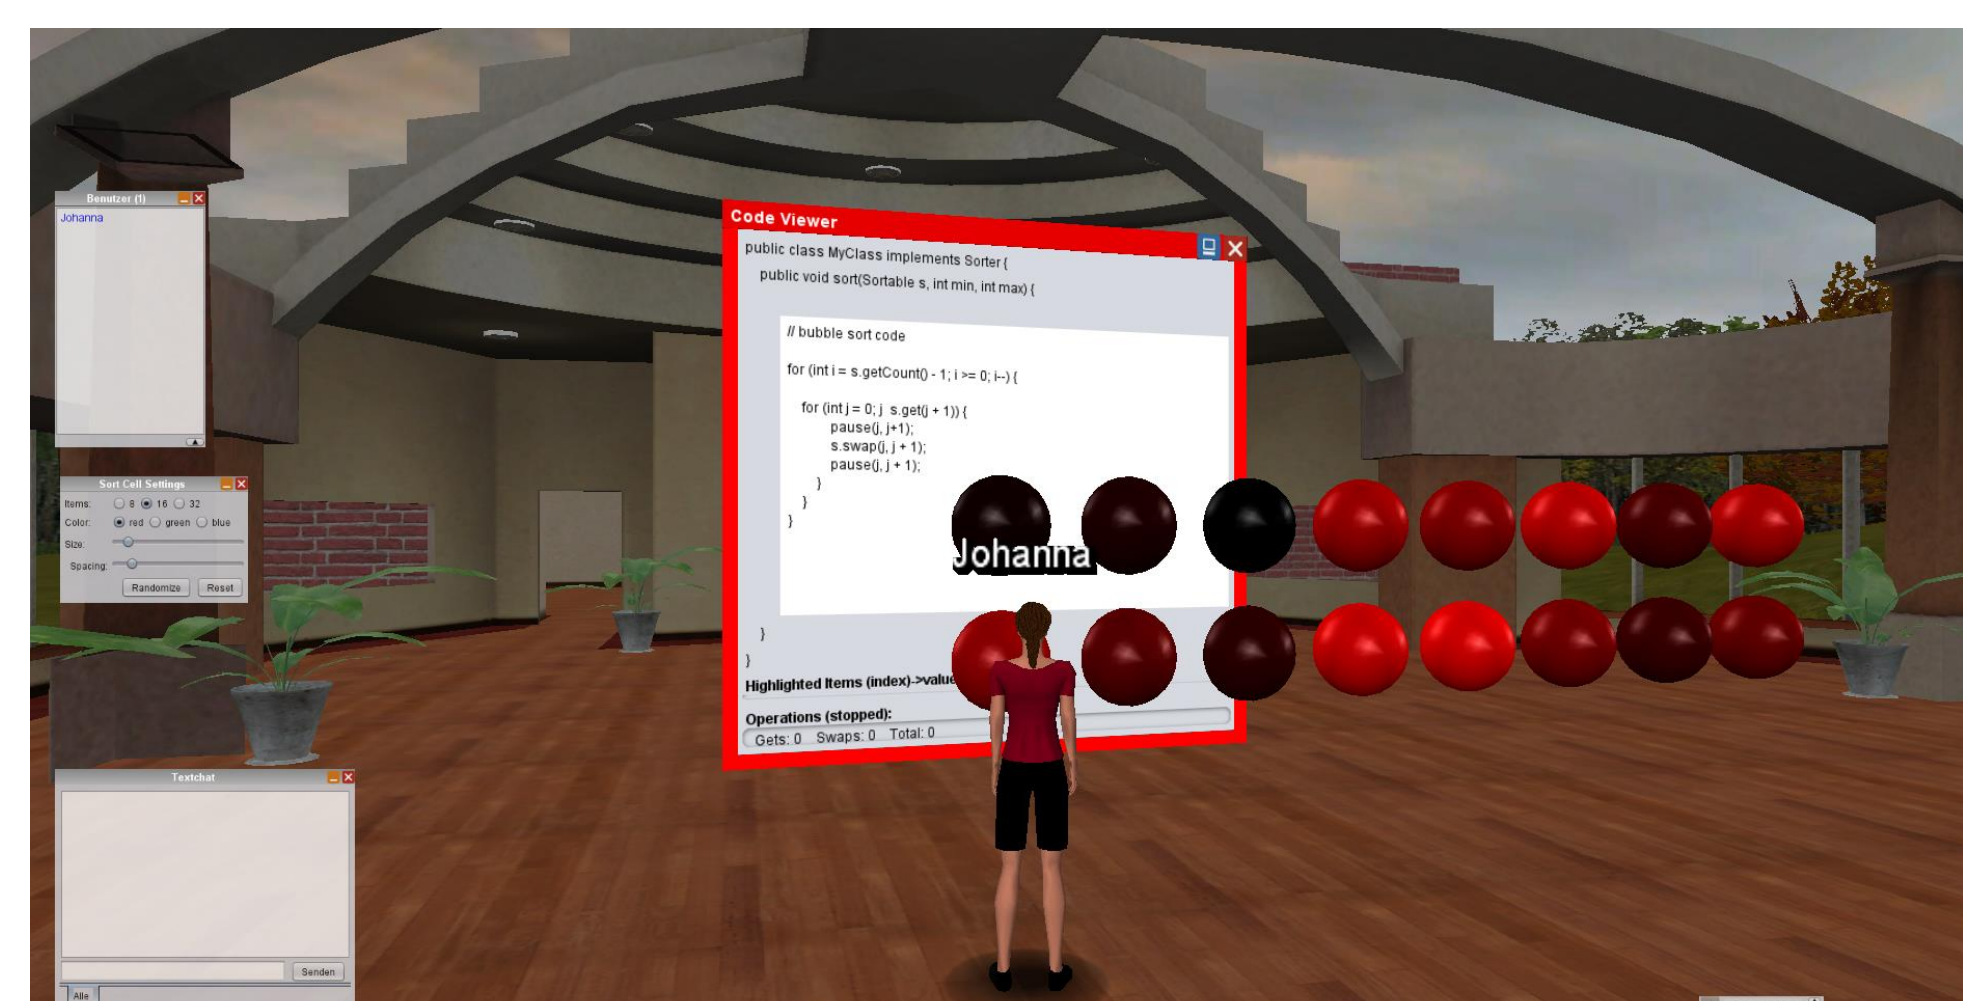 Benutzer (1)
Johanna
Sort Cell Settings
Items: 8 16 32
Color: red green blue
Size:
Spacing:
Randomize Reset
Textchat
Senden
Alle
Code Viewer
public class MyClass implements Sorter {
public void sort(Sortable s, int min, int max) {
// bubble sort code
for (int i = s.getCount() - 1; i >= 0; i--) {
for (int j = 0; j s.get(j + 1)) {
pause(j, j+1);
s.swap(j, j + 1);
pause(j, j + 1);
}
}
}
}
}
Highlighted Items (index)->value
Operations (stopped):
Gets: 0 Swaps: 0 Total: 0
Johanna